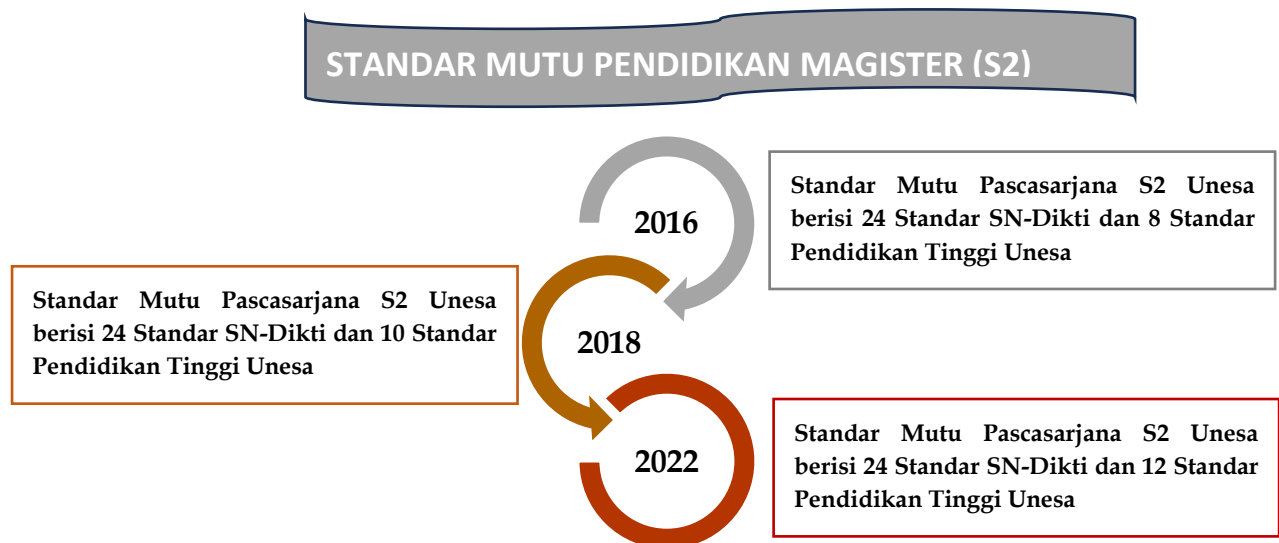 STANDAR MUTU PENDIDIKAN MAGISTER (S2)
2016
Standar Mutu Pascasarjana S2 Unesa
berisi 24 Standar SN-Dikti dan 8 Standar
Pendidikan Tinggi Unesa
Standar Mutu Pascasarjana S2 Unesa
berisi 24 Standar SN-Dikti dan 10 Standar
Pendidikan Tinggi Unesa
2018
2022
Standar Mutu Pascasarjana S2 Unesa
berisi 24 Standar SN-Dikti dan 12 Standar
Pendidikan Tinggi Unesa